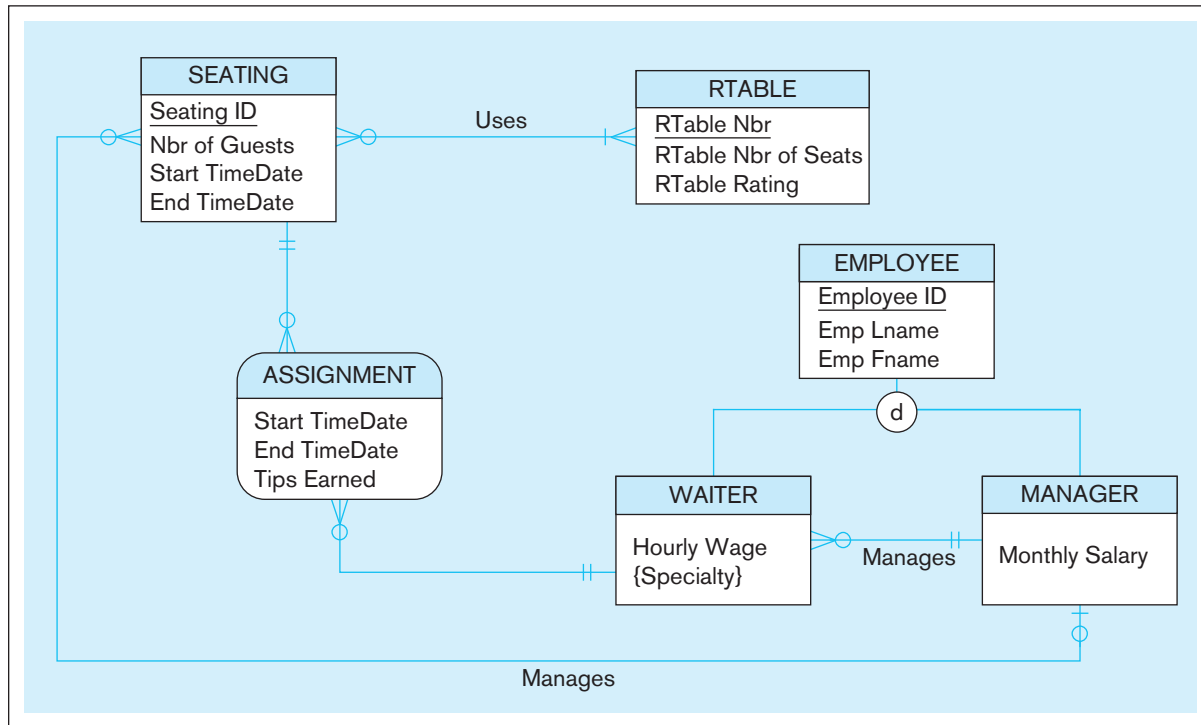 SEATING
Seating ID
Nbr of Guests
Start TimeDate
End TimeDate
Uses
RTABLE
RTable Nbr
RTable Nbr of Seats
RTable Rating
EMPLOYEE
Employee ID
Emp Lname
Emp Fname
d
ASSIGNMENT
Start TimeDate
End TimeDate
Tips Earned
WAITER
Hourly Wage
{Specialty}
Manages
MANAGER
Monthly Salary
Manages